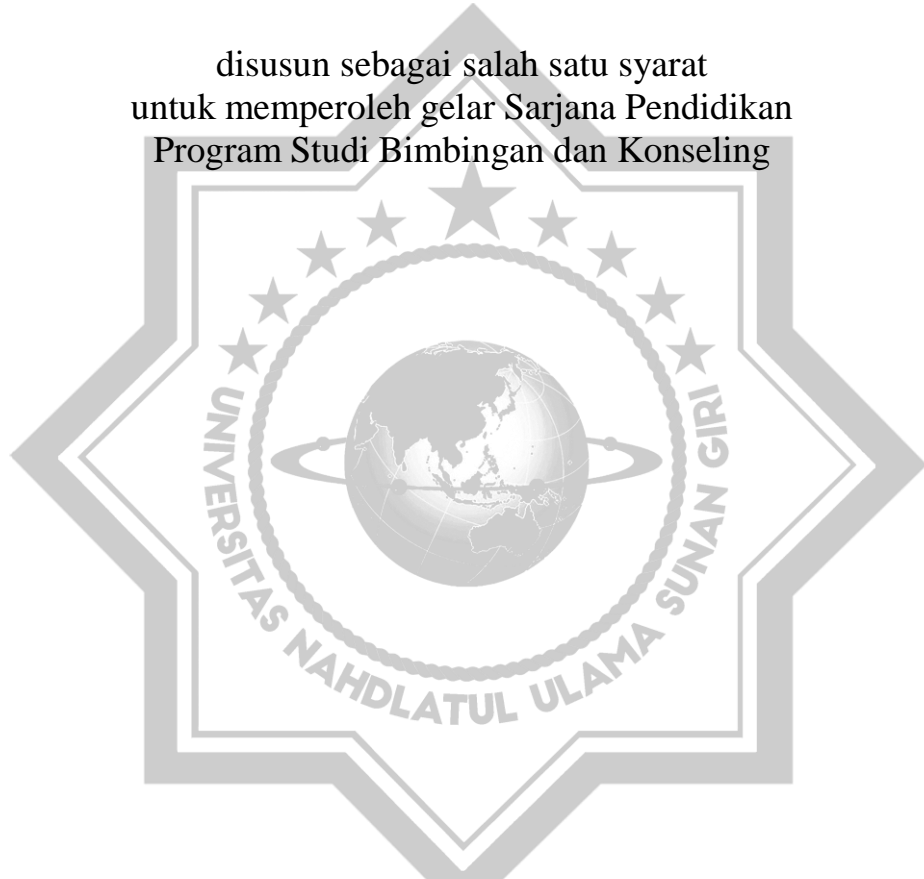 disusun sebagai salah satu syarat
untuk memperoleh gelar Sarjana Pendidikan
Program Studi Bimbingan dan Konseling
UNIVERSITAS NAHDLATUL ULAMA SUNAN GIRI